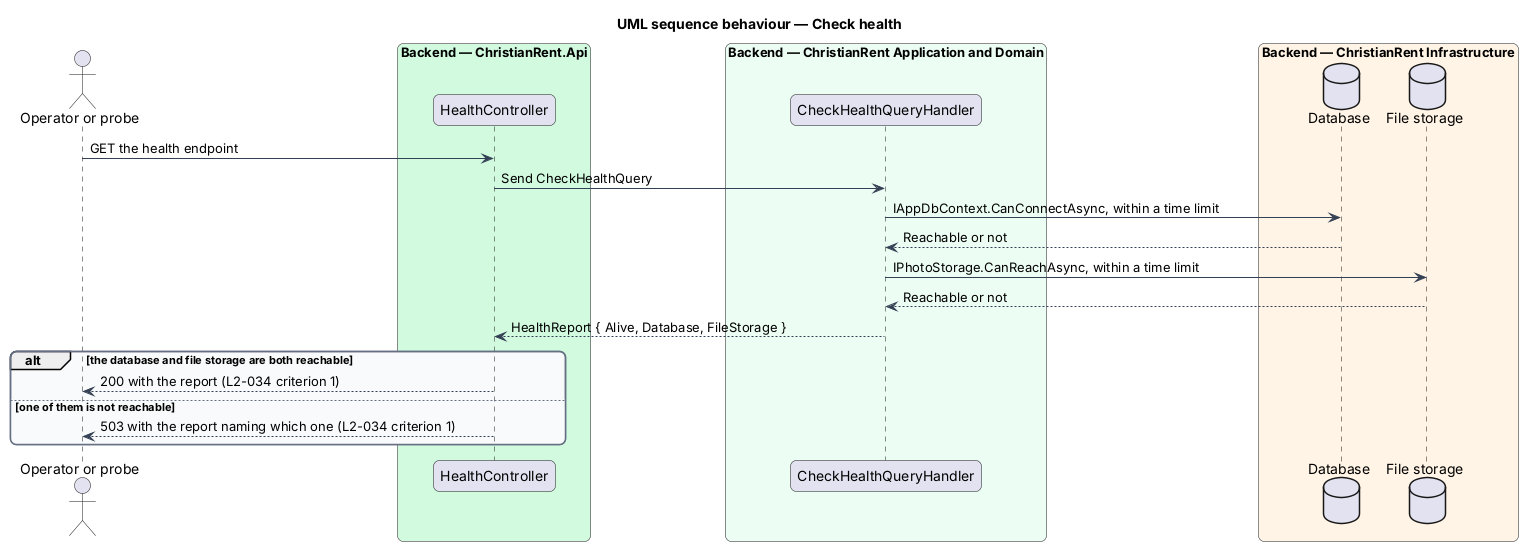 UML sequence behaviour — Check health
Backend — ChristianRent.Api
Backend — ChristianRent Application and Domain
Backend — ChristianRent Infrastructure
Operator or probe
HealthController
CheckHealthQueryHandler
Database
File storage
GET the health endpoint
Send CheckHealthQuery
IAppDbContext.CanConnectAsync, within a time limit
Reachable or not
IPhotoStorage.CanReachAsync, within a time limit
Reachable or not
HealthReport { Alive, Database, FileStorage }
alt
[the database and file storage are both reachable]
200 with the report (L2-034 criterion 1)
[one of them is not reachable]
503 with the report naming which one (L2-034 criterion 1)
Operator or probe
HealthController
CheckHealthQueryHandler
Database
File storage